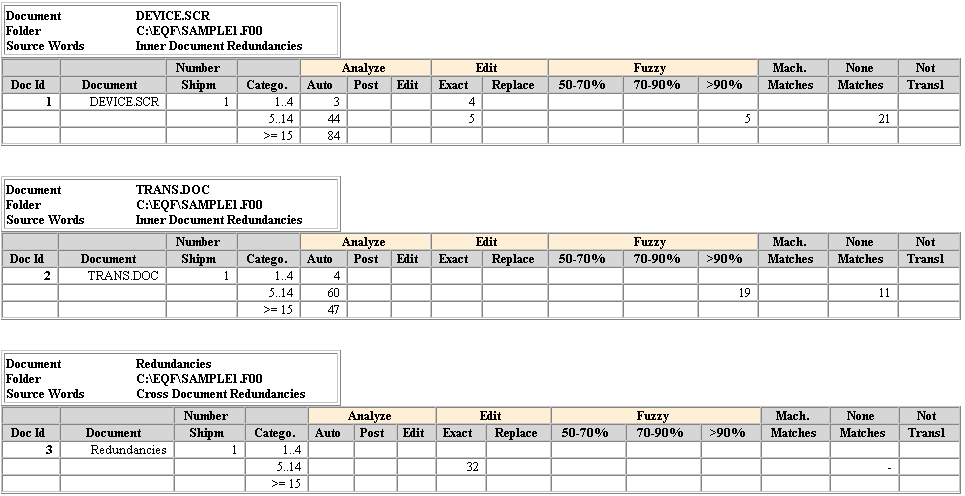 Document DEVICE.SCR
Folder C:\EQF\SAMPLE1.F00
Source Words Inner Document Redundancies
Number Analyze Edit Fuzzy Mach. None Not
Doc Id Document Shipm Catego. Auto Post Edit Exact Replace 50-70% 70-90% >90% Matches Matches Transl
1 DEVICE.SCR 1 1..4 3 4
5..14 44 5 5 21
>= 15 84
Document TRANS.DOC
Folder C:\EQF\SAMPLE1.F00
Source Words Inner Document Redundancies
Number Analyze Edit Fuzzy Mach. None Not
Doc Id Document Shipm Catego. Auto Post Edit Exact Replace 50-70% 70-90% >90% Matches Matches Transl
2 TRANS.DOC 1 1..4 4
5..14 60 19 11
>= 15 47
Document Redundancies
Folder C:\EQF\SAMPLE1.F00
Source Words Cross Document Redundancies
Number Analyze Edit Fuzzy Mach. None Not
Doc Id Document Shipm Catego. Auto Post Edit Exact Replace 50-70% 70-90% >90% Matches Matches Transl
3 Redundancies 1 1..4
5..14 32 -
>= 15